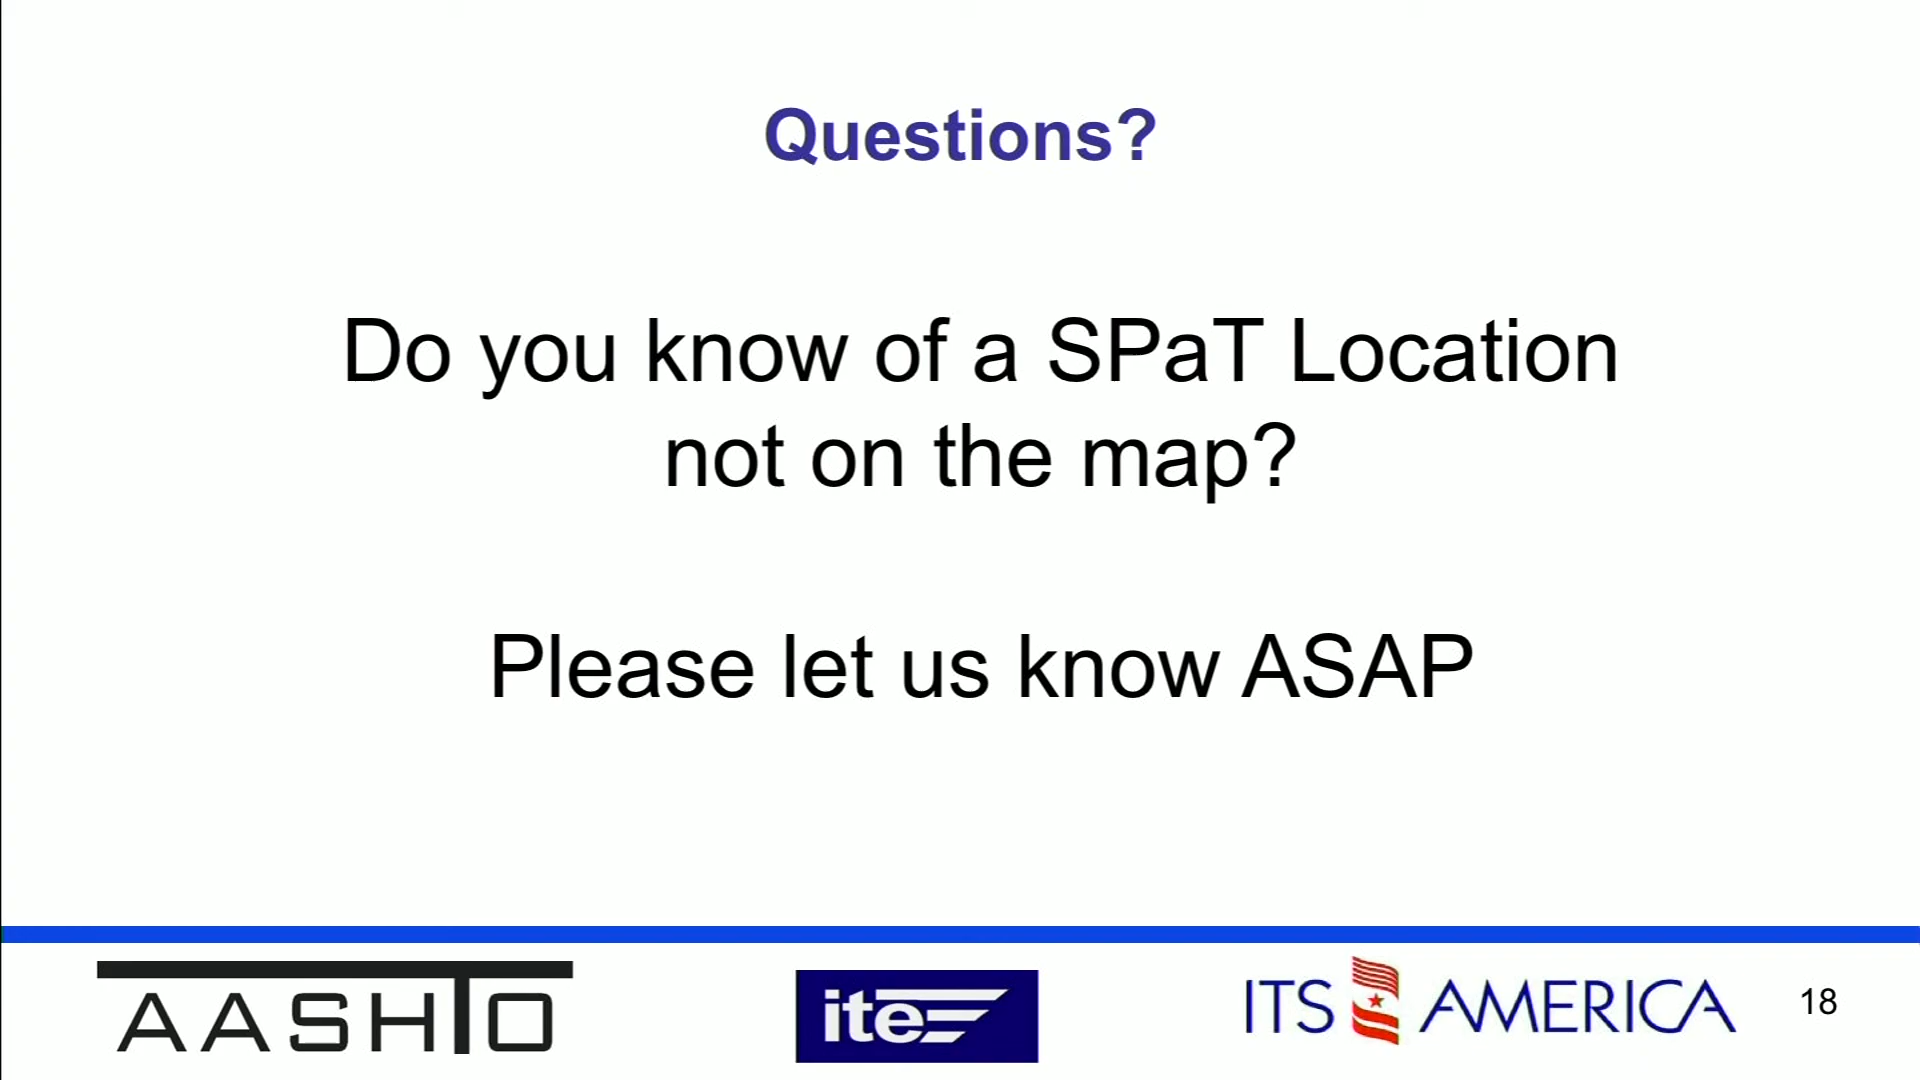 Questions?
Do you know of a SPaT Location
not on the map?
Please let us know ASAP
AASHTO
ite
ITS AMERICA
18